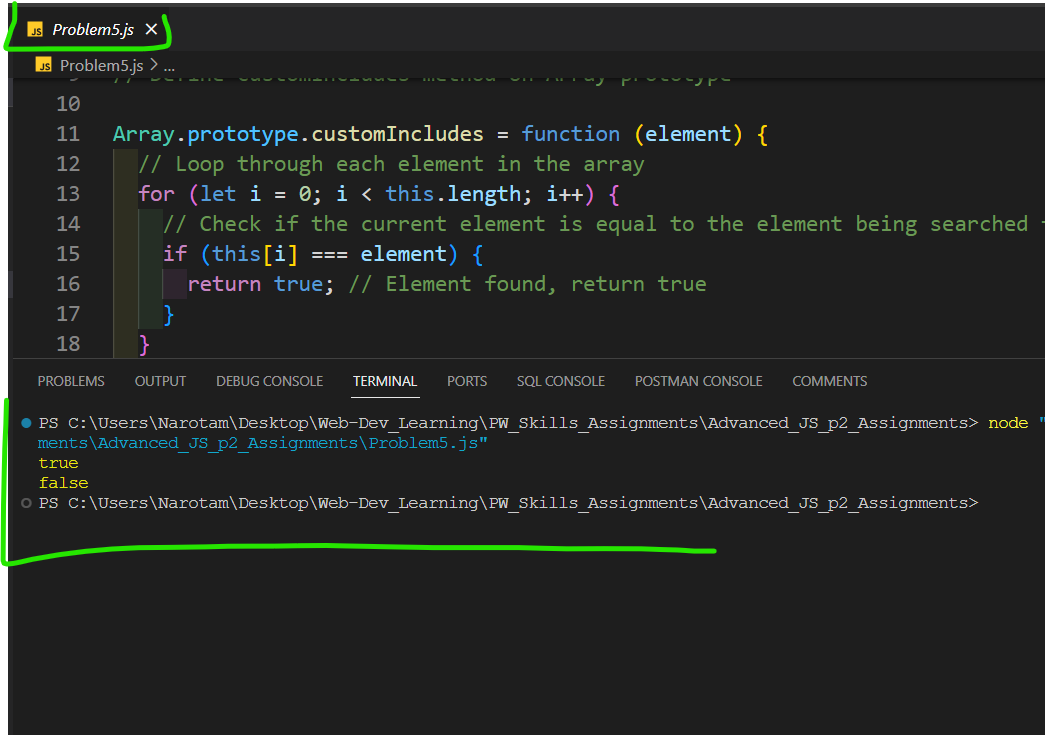 JS Problem5.js ×
JS Problem5.js > ...
9 // Define customIncludes method on Array prototype
10
11 Array.prototype.customIncludes = function (element) {
12 // Loop through each element in the array
13 for (let i = 0; i < this.length; i++) {
14 // Check if the current element is equal to the element being searched
15 if (this[i] === element) {
16 return true; // Element found, return true
17 }
18 }
PROBLEMS OUTPUT DEBUG CONSOLE TERMINAL PORTS SQL CONSOLE POSTMAN CONSOLE COMMENTS
PS C:\Users\Narotam\Desktop\Web-Dev_Learning\PW_Skills_Assignments\Advanced_JS_p2_Assignments> node "
ments\Advanced_JS_p2_Assignments\Problem5.js"
true
false
PS C:\Users\Narotam\Desktop\Web-Dev_Learning\PW_Skills_Assignments\Advanced_JS_p2_Assignments>